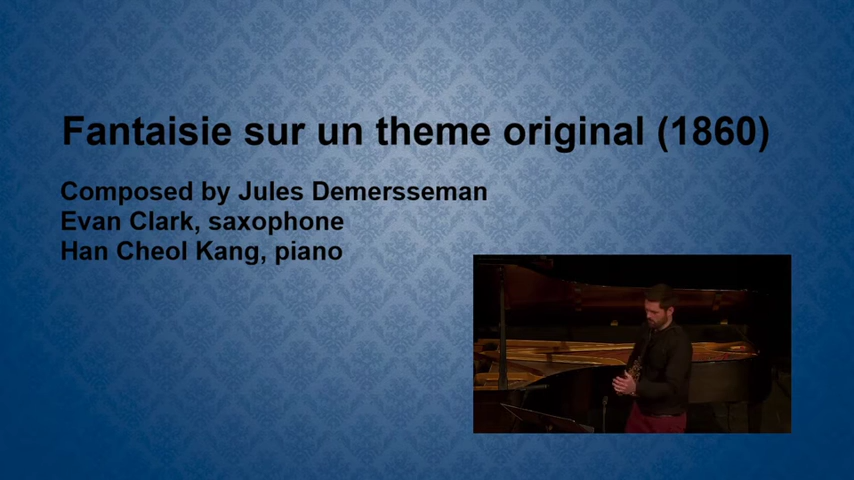 Fantaisie sur un theme original (1860)
Composed by Jules Demersseman
Evan Clark, saxophone
Han Cheol Kang, piano